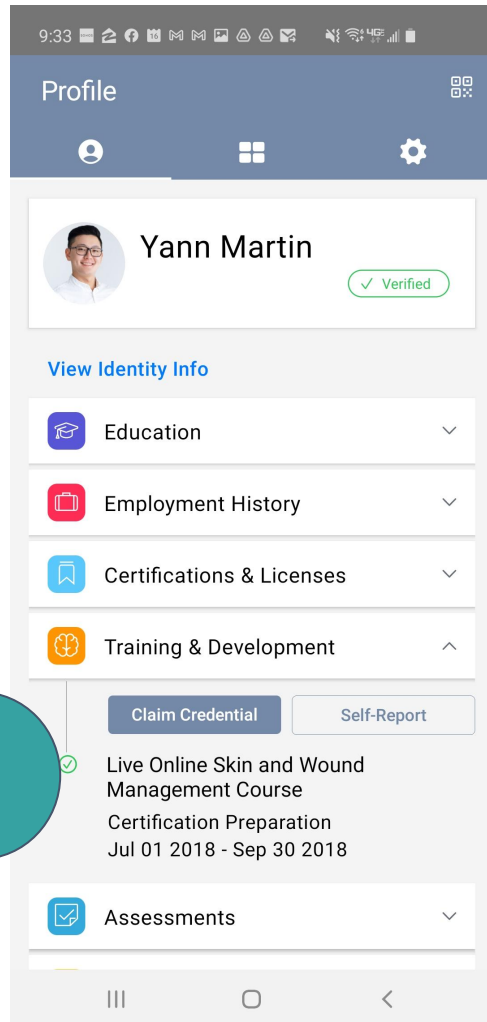 9:33
4G
Profile
Yann Martin
Verified
View Identity Info
Education
Employment History
Certifications & Licenses
Training & Development
Claim Credential
Self-Report
Live Online Skin and Wound
Management Course
Certification Preparation
Jul 01 2018 - Sep 30 2018
Assessments